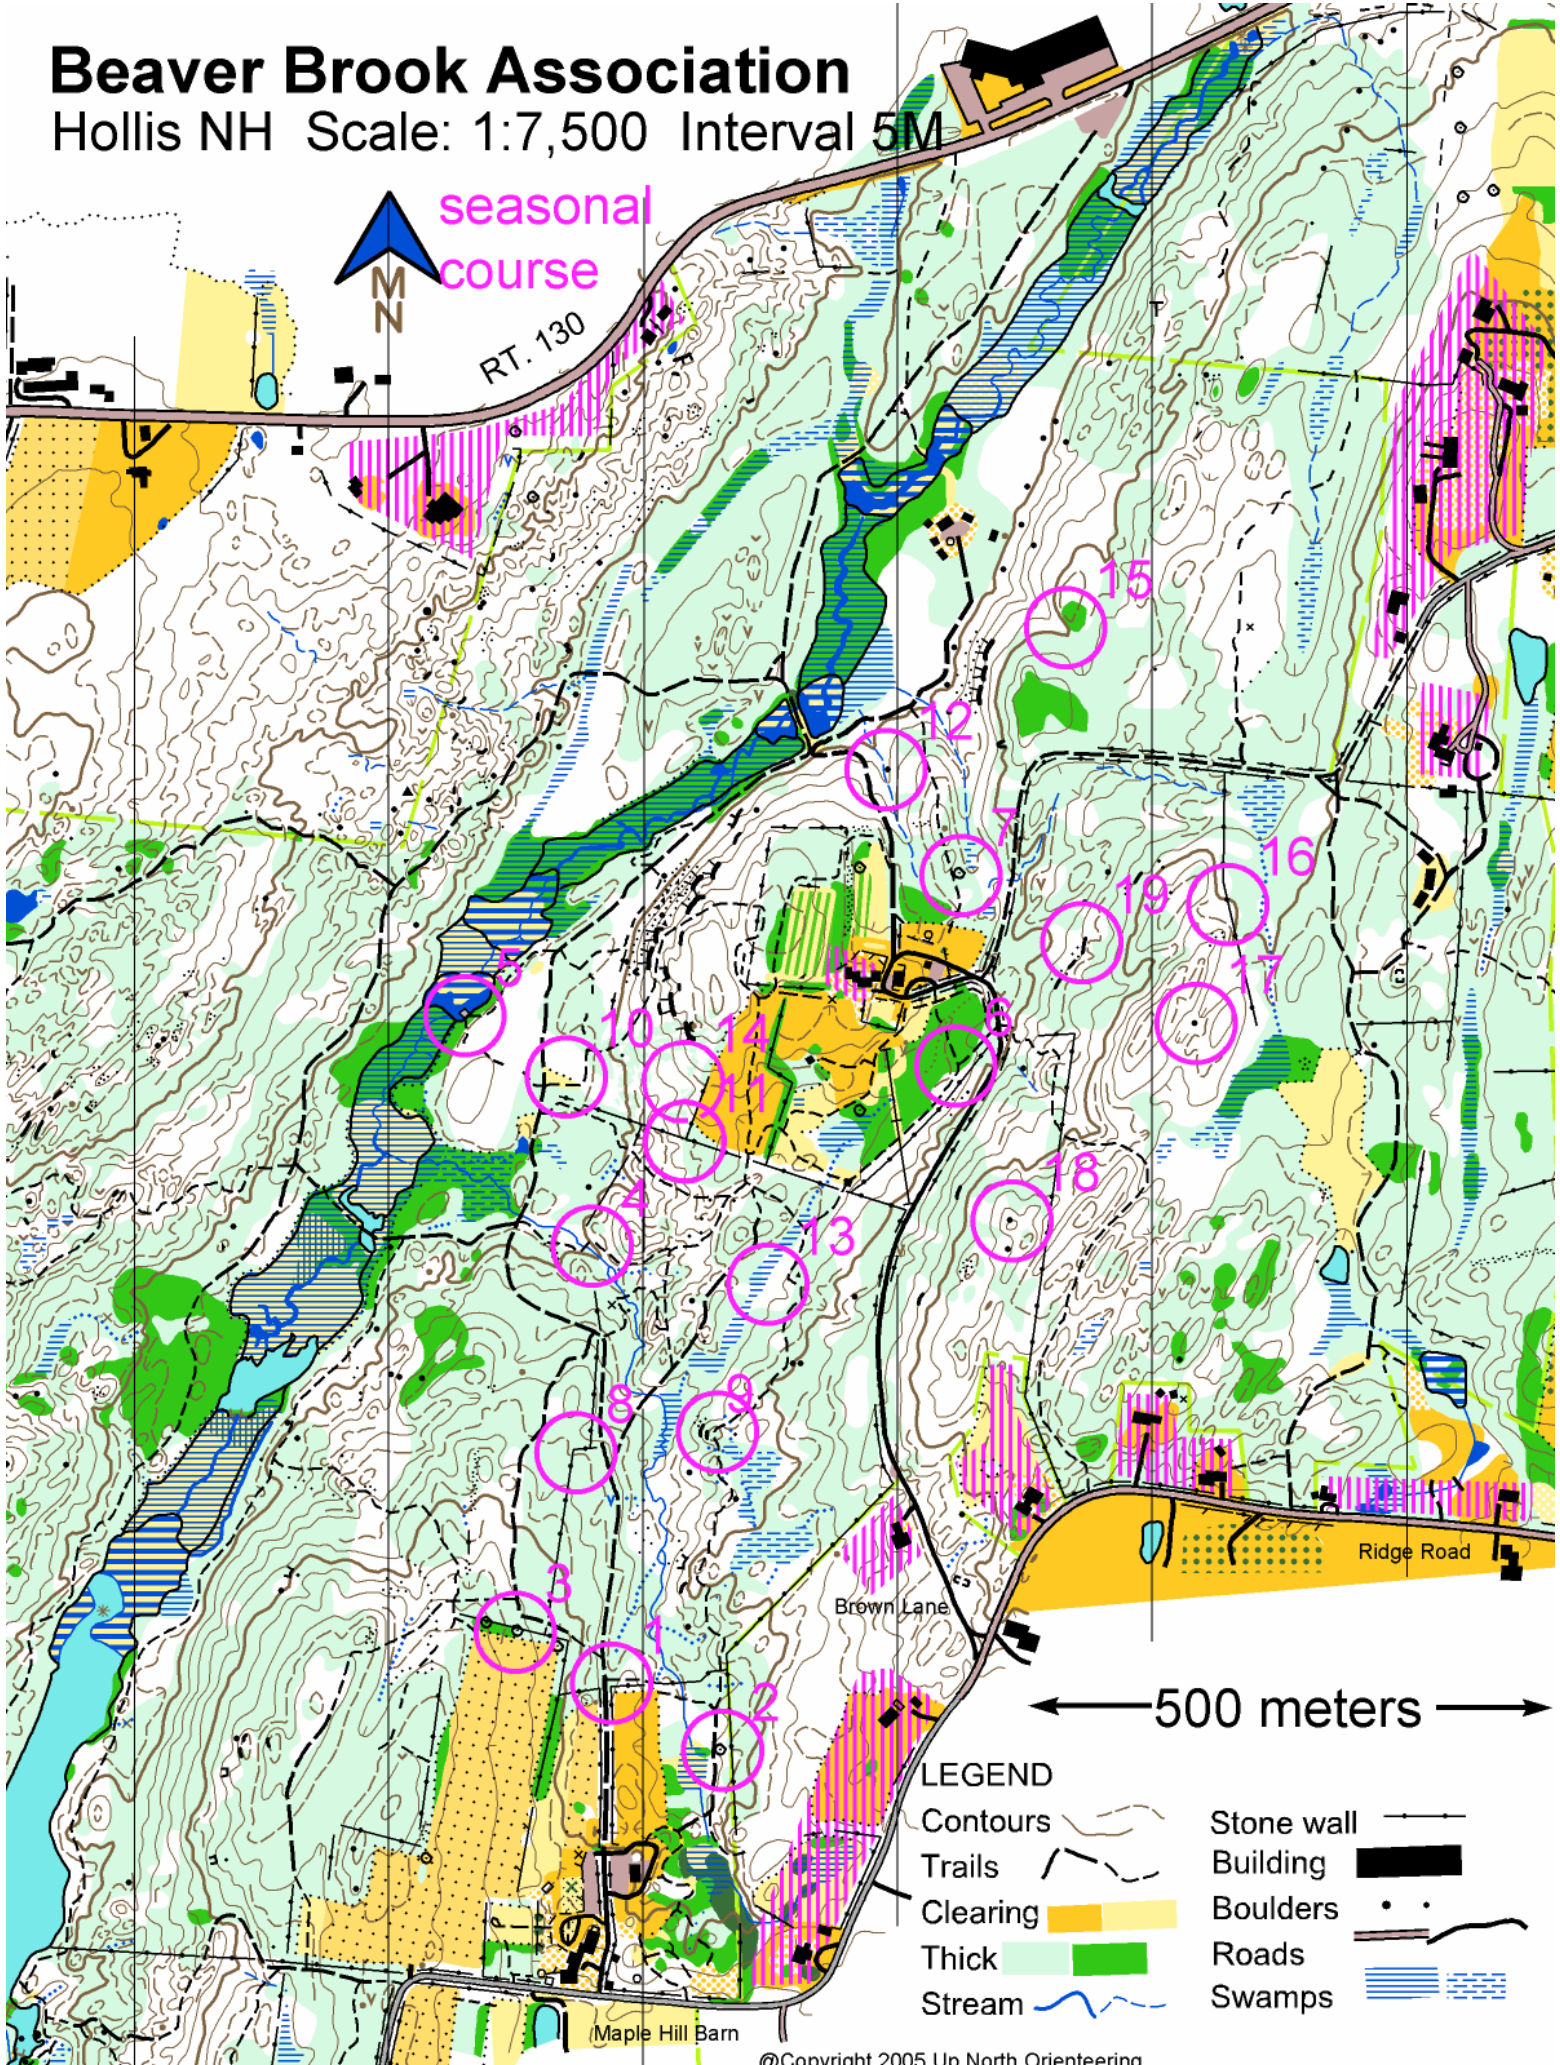 Beaver Brook Association
Hollis NH Scale: 1:7,500 Interval 5M
seasonal
course
M
N
RT. 130
15
12
7
16
19
5
17
10
14
6
11
18
4
13
8
9
3
1
2
Ridge Road
Brown Lane
500 meters
LEGEND
Contours
Stone wall
Trails
Building
Clearing
Boulders
Thick
Roads
Stream
Swamps
Maple Hill Barn
@Copyright 2005 Up North Orienteering